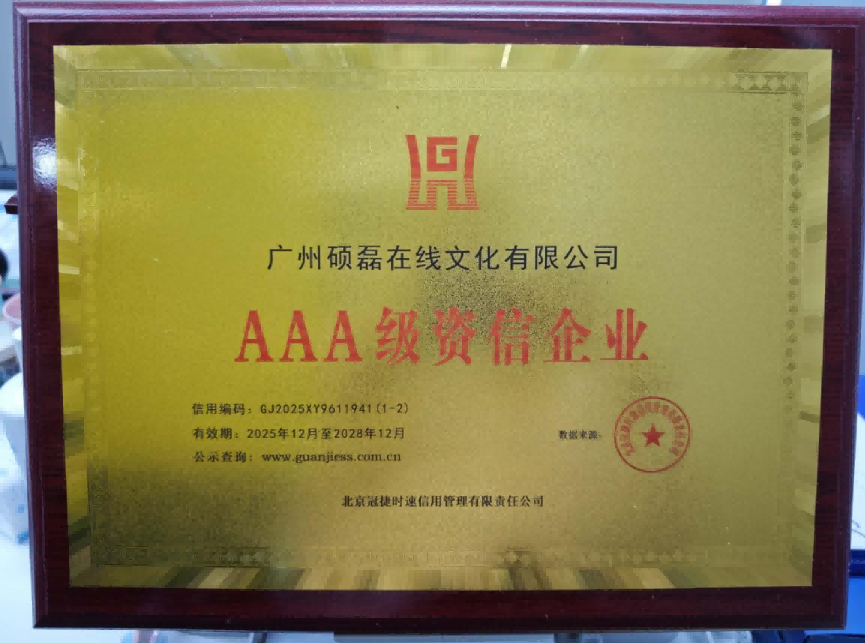 广州硕磊在线文化有限公司
AAA级资信企业
信用编码：GJ2025XY9611941(1-2)
有效期：2025年12月至2028年12月
数据来源：
公示查询：www.guanjiess.com.cn
北京冠捷时速信用管理有限责任公司